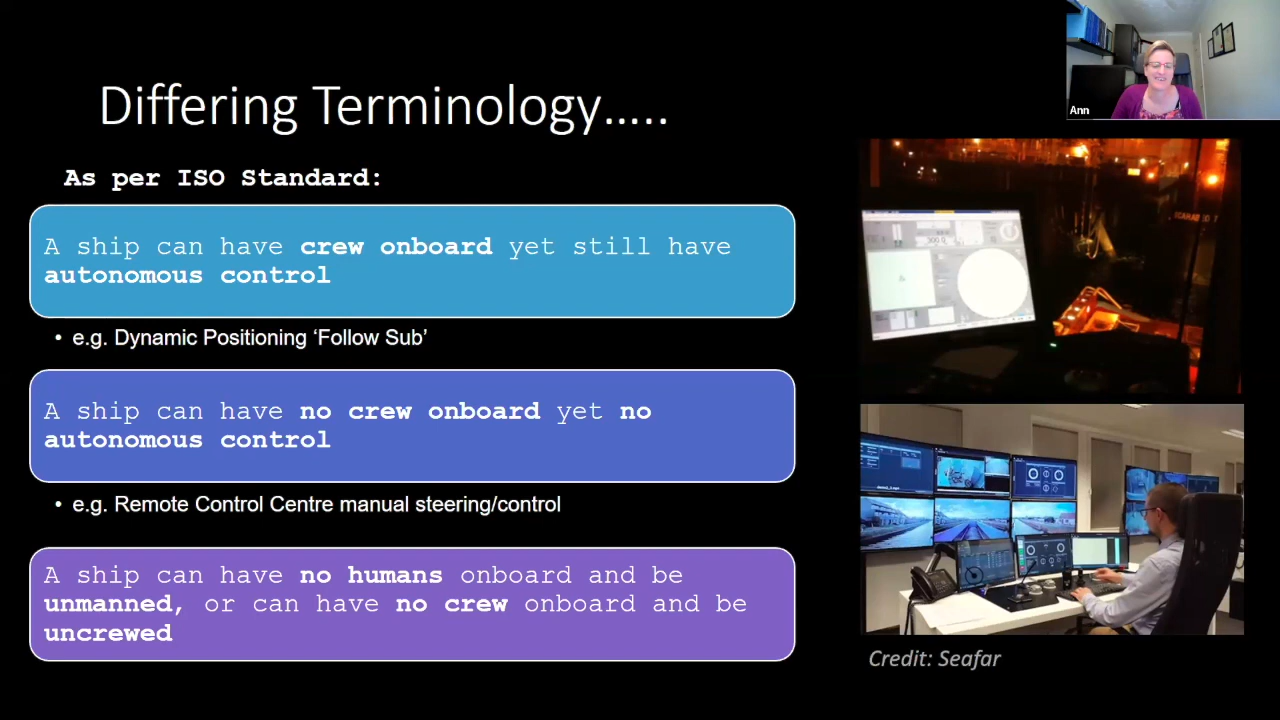 Differing Terminology.....
Ann
As per ISO Standard:
A ship can have crew onboard yet still have
autonomous control
• e.g. Dynamic Positioning ‘Follow Sub’
A ship can have no crew onboard yet no
autonomous control
• e.g. Remote Control Centre manual steering/control
A ship can have no humans onboard and be
unmanned, or can have no crew onboard and be
uncrewed
Credit: Seafar